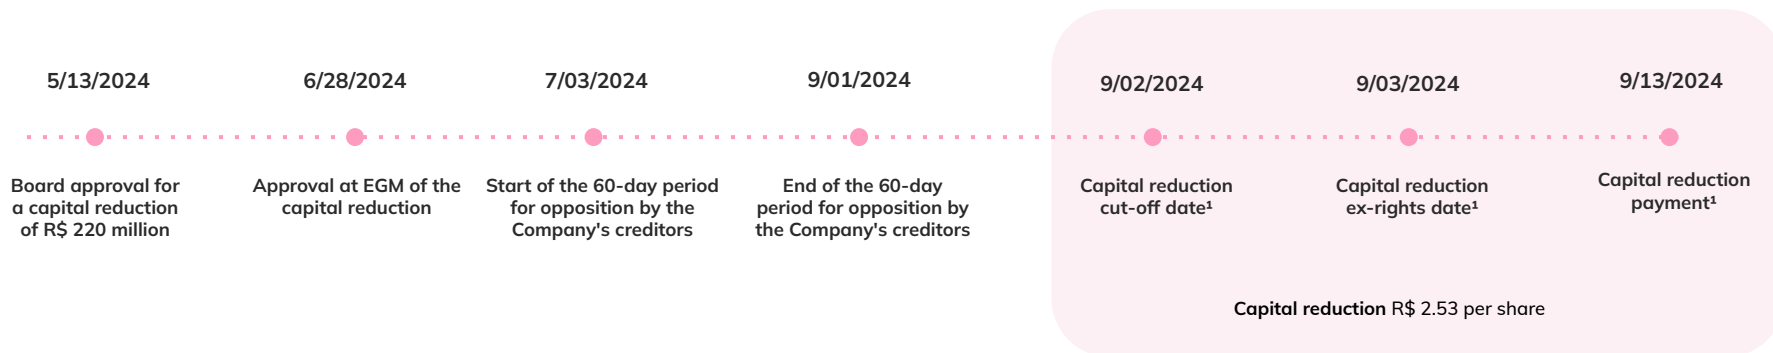 5/13/2024
Board approval for
a capital reduction
of R$ 220 million
6/28/2024
Approval at EGM of the
capital reduction
7/03/2024
Start of the 60-day period
for opposition by the
Company's creditors
9/01/2024
End of the 60-day
period for opposition by
the Company's creditors
9/02/2024
Capital reduction
cut-off date¹
9/03/2024
Capital reduction
ex-rights date¹
9/13/2024
Capital reduction
payment¹
Capital reduction R$ 2.53 per share